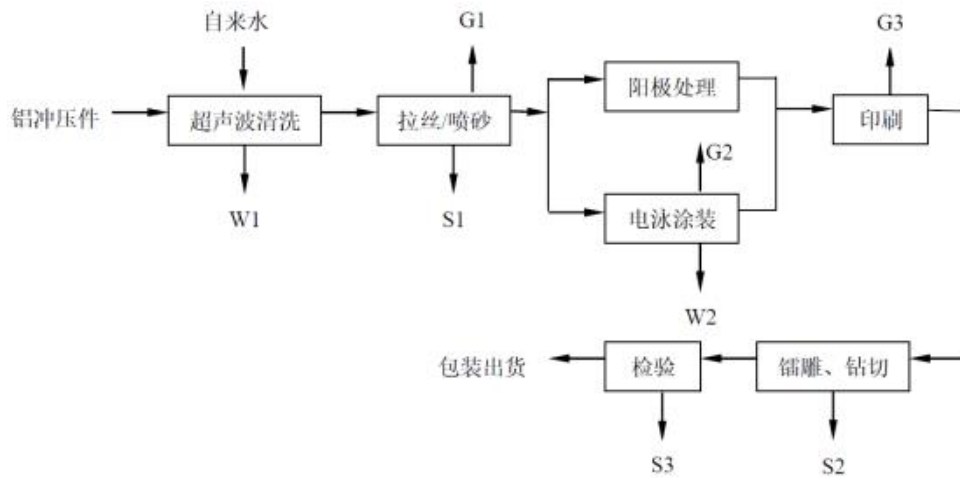 自来水
G1
G3
铝冲压件
超声波清洗
拉丝/喷砂
阳极处理
印刷
G2
电泳涂装
W1
S1
W2
包装出货
检验
镭雕、钻切
S3
S2